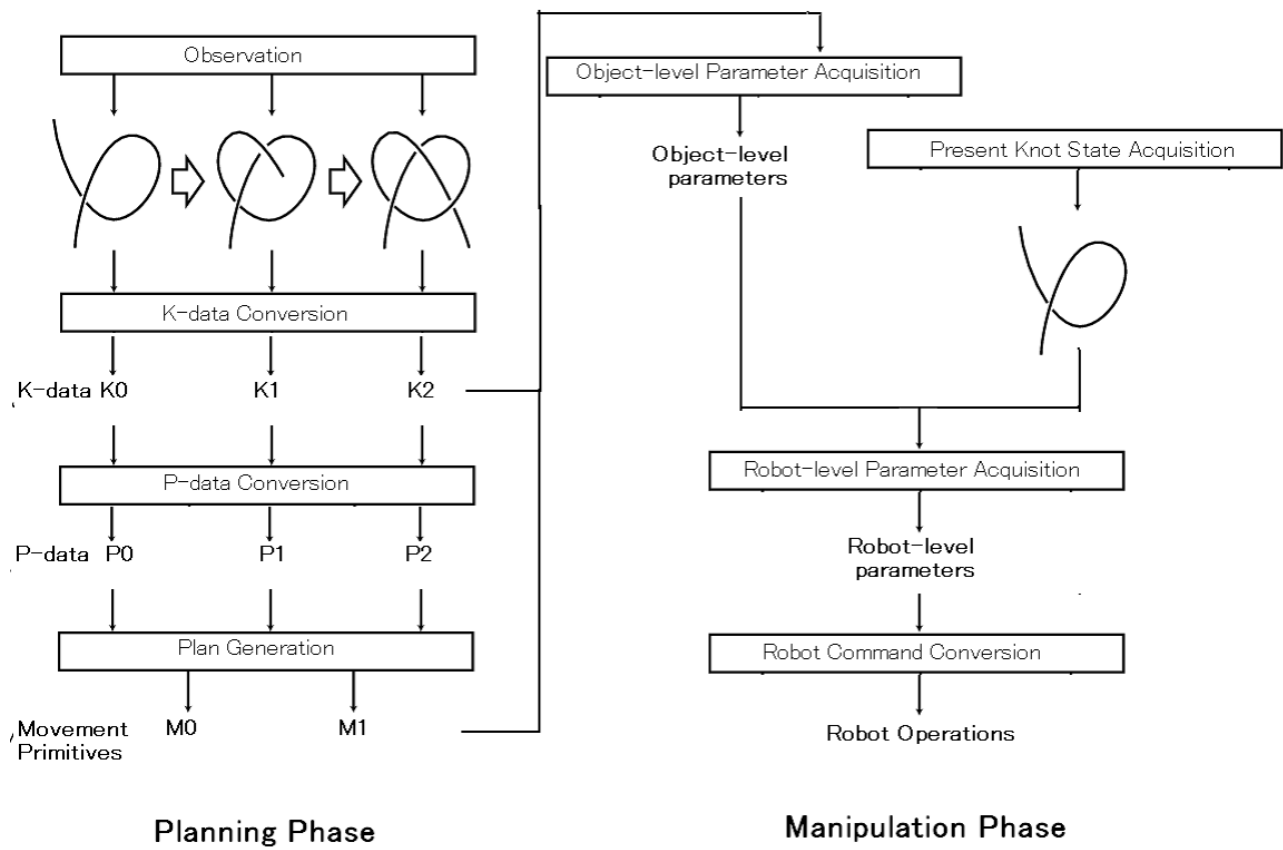 Observation
K-data Conversion
K-data K0 K1 K2
P-data Conversion
P-data P0 P1 P2
Plan Generation
Movement
Primitives
M0 M1
Planning Phase
Object-level Parameter Acquisition
Object-level
parameters
Present Knot State Acquisition
Robot-level Parameter Acquisition
Robot-level
parameters
Robot Command Conversion
Robot Operations
Manipulation Phase